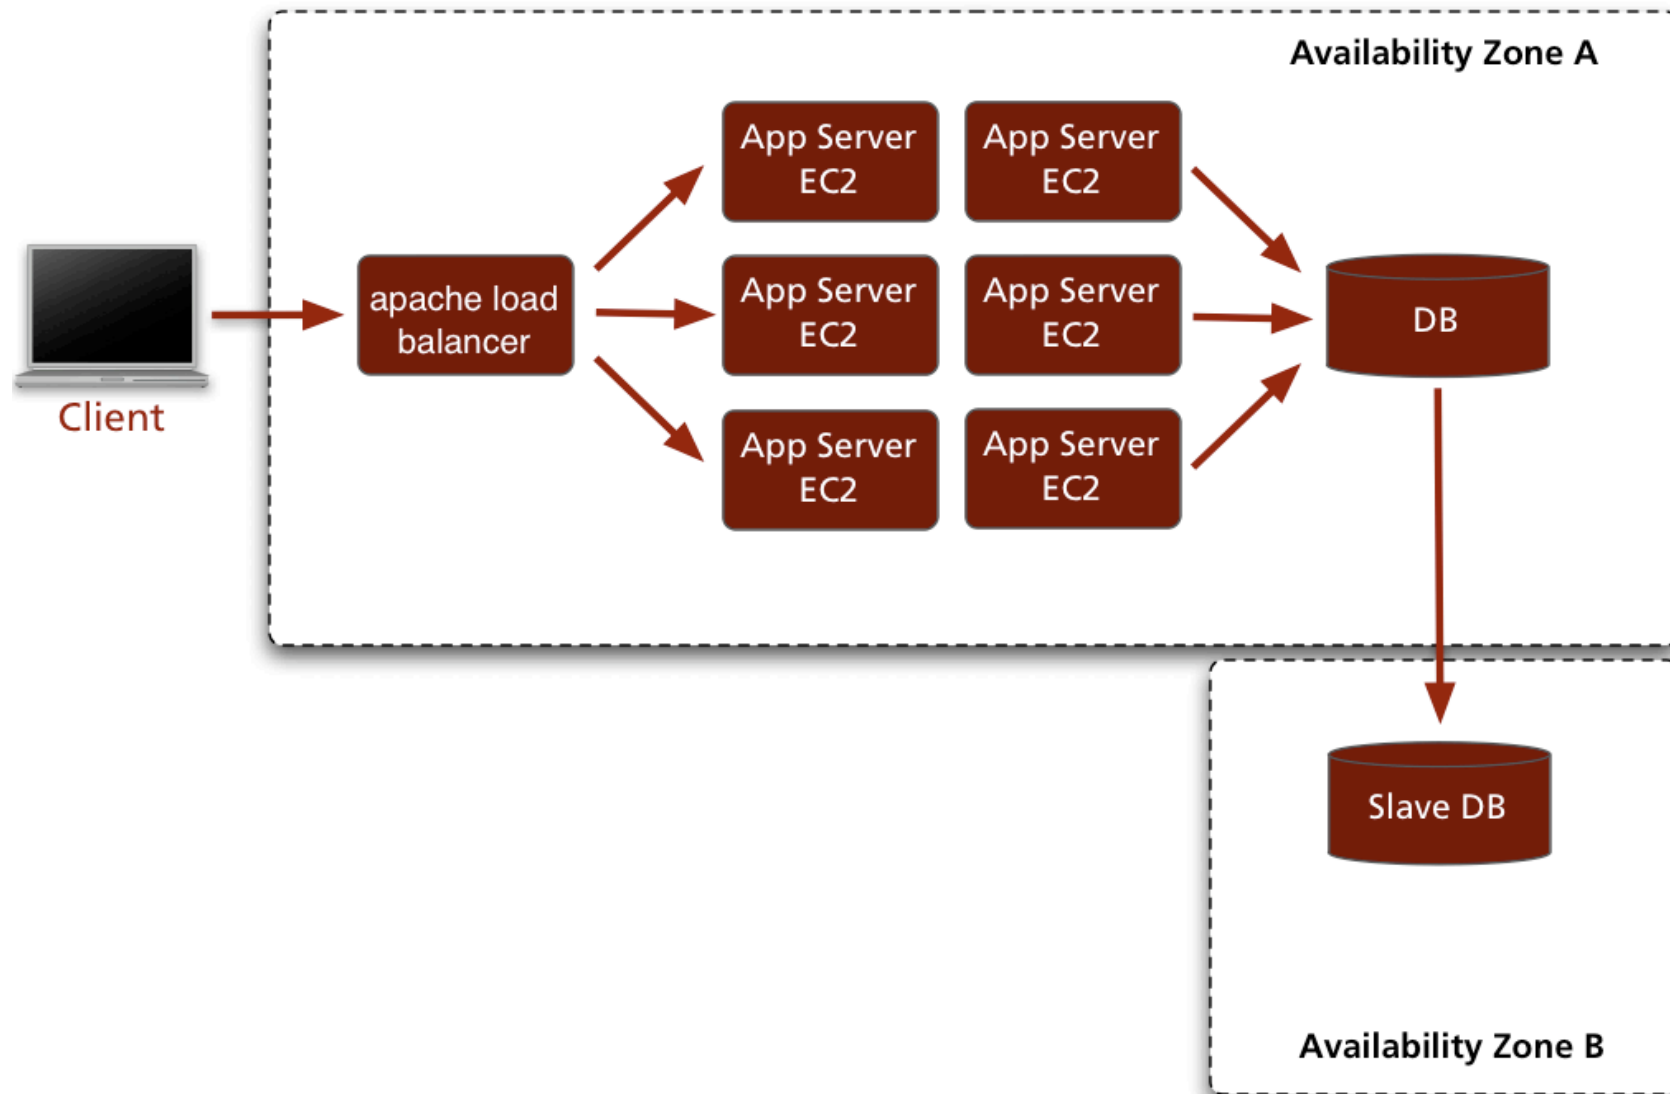 Availability Zone A
App Server
EC2
App Server
EC2
apache load
balancer
App Server
EC2
App Server
EC2
DB
Client
App Server
EC2
App Server
EC2
Slave DB
Availability Zone B